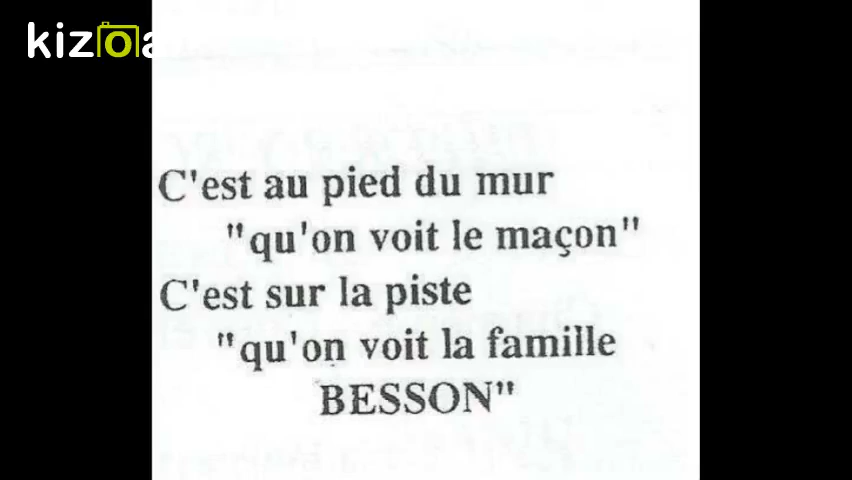 kizoa
C'est au pied du mur
"qu'on voit le maçon"
C'est sur la piste
"qu'on voit la famille
BESSON"